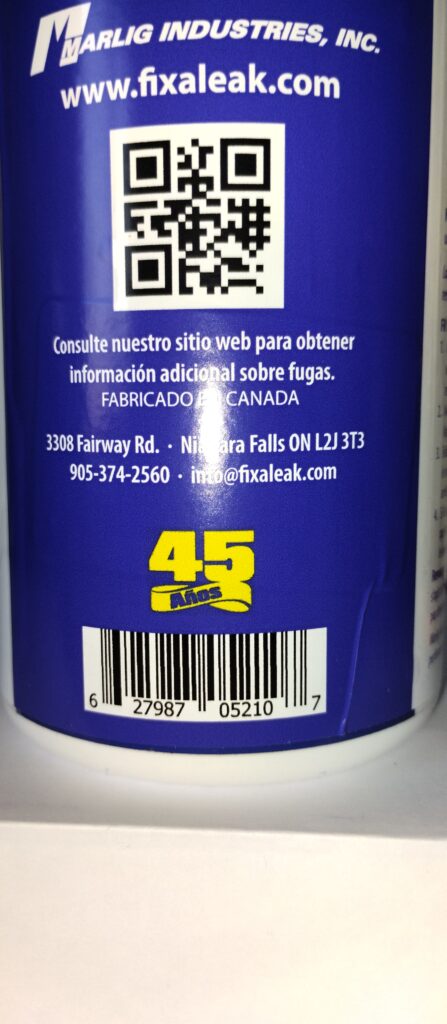 MARLIG INDUSTRIES, INC.
www.fixaleak.com
Consulte nuestro sitio web para obtener
información adicional sobre fugas.
FABRICADO EN CANADA
3308 Fairway Rd. · Niagara Falls ON L2J 3T3
905-374-2560 · info@fixaleak.com
45
Años
6 27987 05210 7